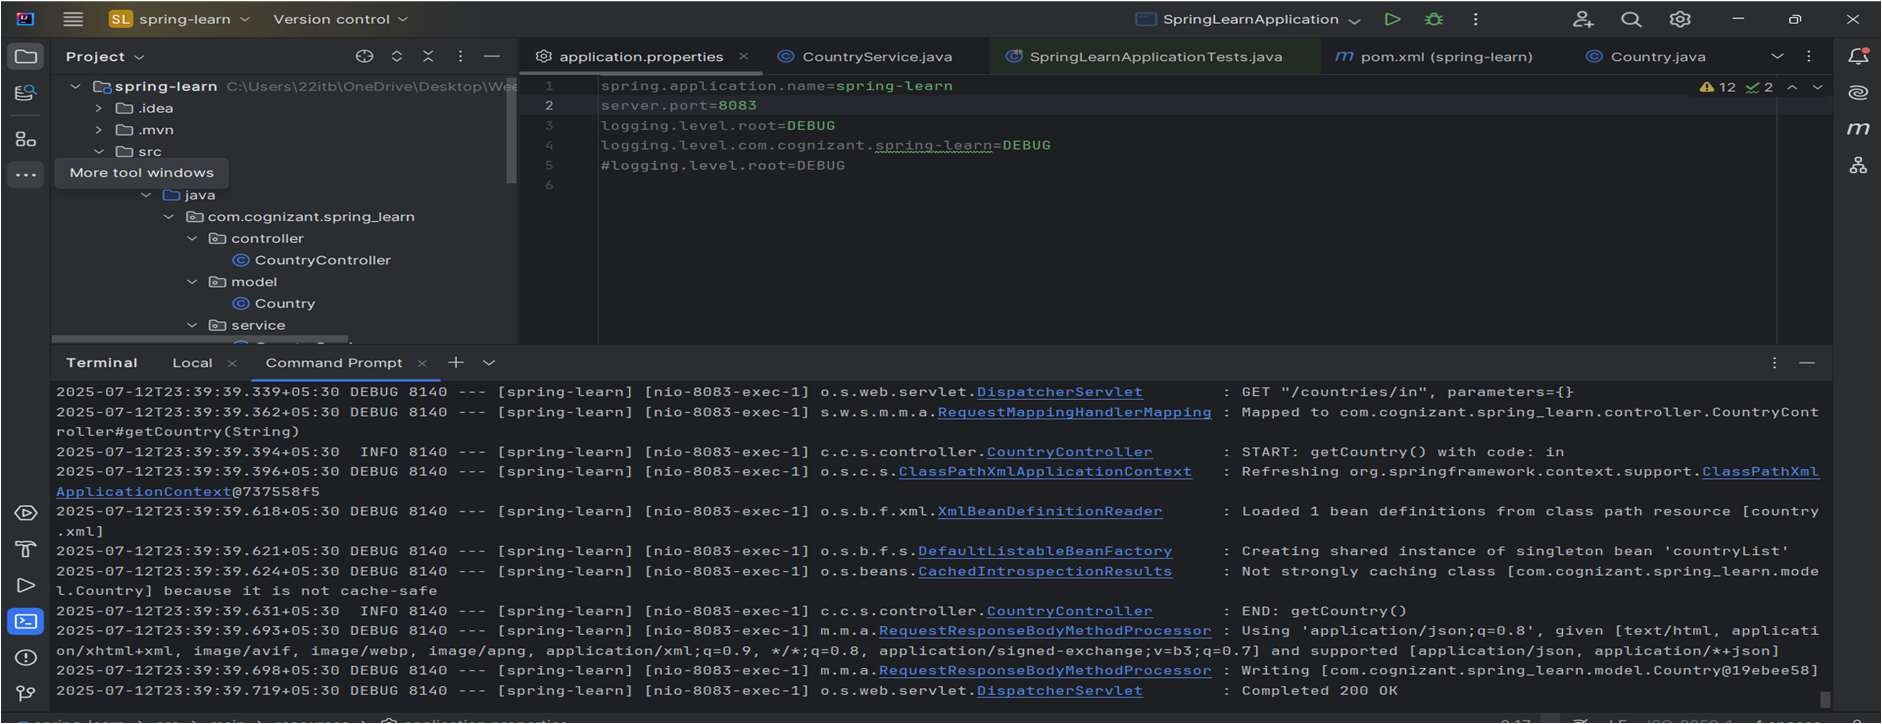 SL spring-learn Version control SpringLearnApplication
Project
application.properties CountryService.java SpringLearnApplicationTests.java m pom.xml (spring-learn) Country.java
spring-learn C:\Users\22itb\OneDrive\Desktop\Wee
.idea
.mvn
src
More tool windows
java
com.cognizant.spring_learn
controller
CountryController
model
Country
service
1 spring.application.name=spring-learn
2 server.port=8083
3 logging.level.root=DEBUG
4 logging.level.com.cognizant.spring-learn=DEBUG
5 #logging.level.root=DEBUG
6
12 2
m
Terminal Local Command Prompt
2025-07-12T23:39:39.339+05:30 DEBUG 8140 --- [spring-learn] [nio-8083-exec-1] o.s.web.servlet.DispatcherServlet : GET "/countries/in", parameters={}
2025-07-12T23:39:39.362+05:30 DEBUG 8140 --- [spring-learn] [nio-8083-exec-1] s.w.s.m.m.a.RequestMappingHandlerMapping : Mapped to com.cognizant.spring_learn.controller.CountryCont
roller#getCountry(String)
2025-07-12T23:39:39.394+05:30 INFO 8140 --- [spring-learn] [nio-8083-exec-1] c.c.s.controller.CountryController : START: getCountry() with code: in
2025-07-12T23:39:39.396+05:30 DEBUG 8140 --- [spring-learn] [nio-8083-exec-1] o.s.c.s.ClassPathXmlApplicationContext : Refreshing org.springframework.context.support.ClassPathXml
ApplicationContext@737558f5
2025-07-12T23:39:39.618+05:30 DEBUG 8140 --- [spring-learn] [nio-8083-exec-1] o.s.b.f.xml.XmlBeanDefinitionReader : Loaded 1 bean definitions from class path resource [country
.xml]
2025-07-12T23:39:39.621+05:30 DEBUG 8140 --- [spring-learn] [nio-8083-exec-1] o.s.b.f.s.DefaultListableBeanFactory : Creating shared instance of singleton bean 'countryList'
2025-07-12T23:39:39.624+05:30 DEBUG 8140 --- [spring-learn] [nio-8083-exec-1] o.s.beans.CachedIntrospectionResults : Not strongly caching class [com.cognizant.spring_learn.mode
l.Country] because it is not cache-safe
2025-07-12T23:39:39.631+05:30 INFO 8140 --- [spring-learn] [nio-8083-exec-1] c.c.s.controller.CountryController : END: getCountry()
2025-07-12T23:39:39.693+05:30 DEBUG 8140 --- [spring-learn] [nio-8083-exec-1] m.m.a.RequestResponseBodyMethodProcessor : Using 'application/json;q=0.8', given [text/html, applicati
on/xhtml+xml, image/avif, image/webp, image/apng, application/xml;q=0.9, */*;q=0.8, application/signed-exchange;v=b3;q=0.7] and supported [application/json, application/*+json]
2025-07-12T23:39:39.698+05:30 DEBUG 8140 --- [spring-learn] [nio-8083-exec-1] m.m.a.RequestResponseBodyMethodProcessor : Writing [com.cognizant.spring_learn.model.Country@19ebee58]
2025-07-12T23:39:39.719+05:30 DEBUG 8140 --- [spring-learn] [nio-8083-exec-1] o.s.web.servlet.DispatcherServlet : Completed 200 OK